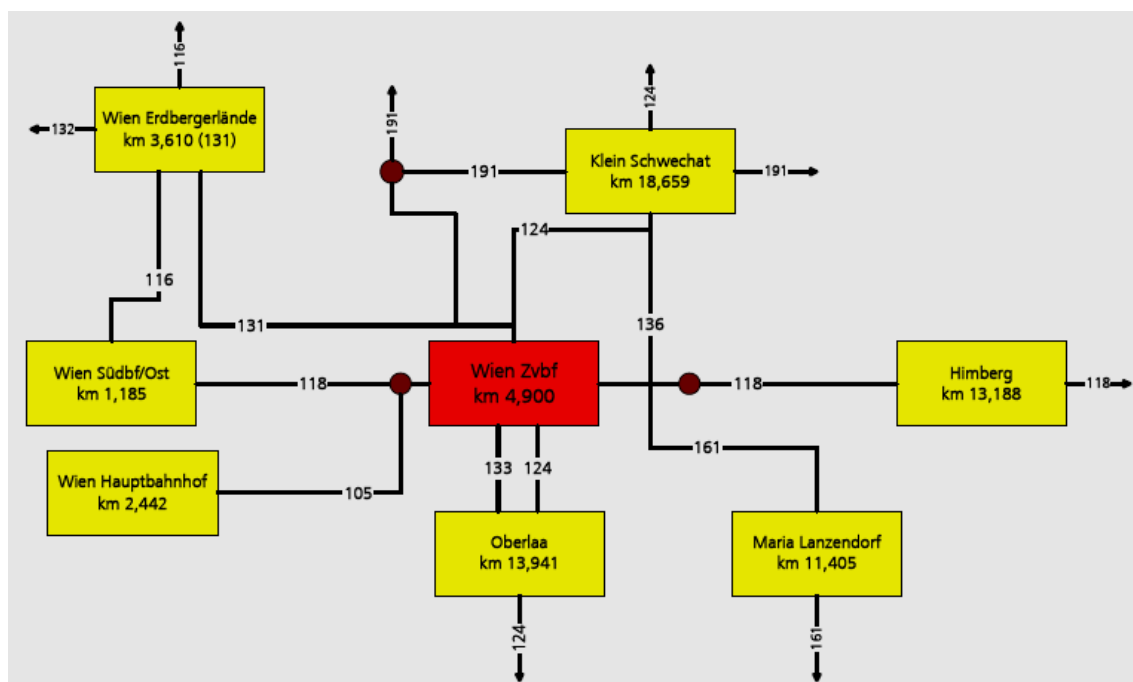 116
Wien Erdbergerlände
km 3,610 (131)
132
191
124
Klein Schwechat
km 18,659
191
191
124
116
131
136
Wien Südbf/Ost
km 1,185
118
Wien Zvbf
km 4,900
118
Himberg
km 13,188
118
Wien Hauptbahnhof
km 2,442
105
133
124
161
Oberlaa
km 13,941
Maria Lanzendorf
km 11,405
124
161